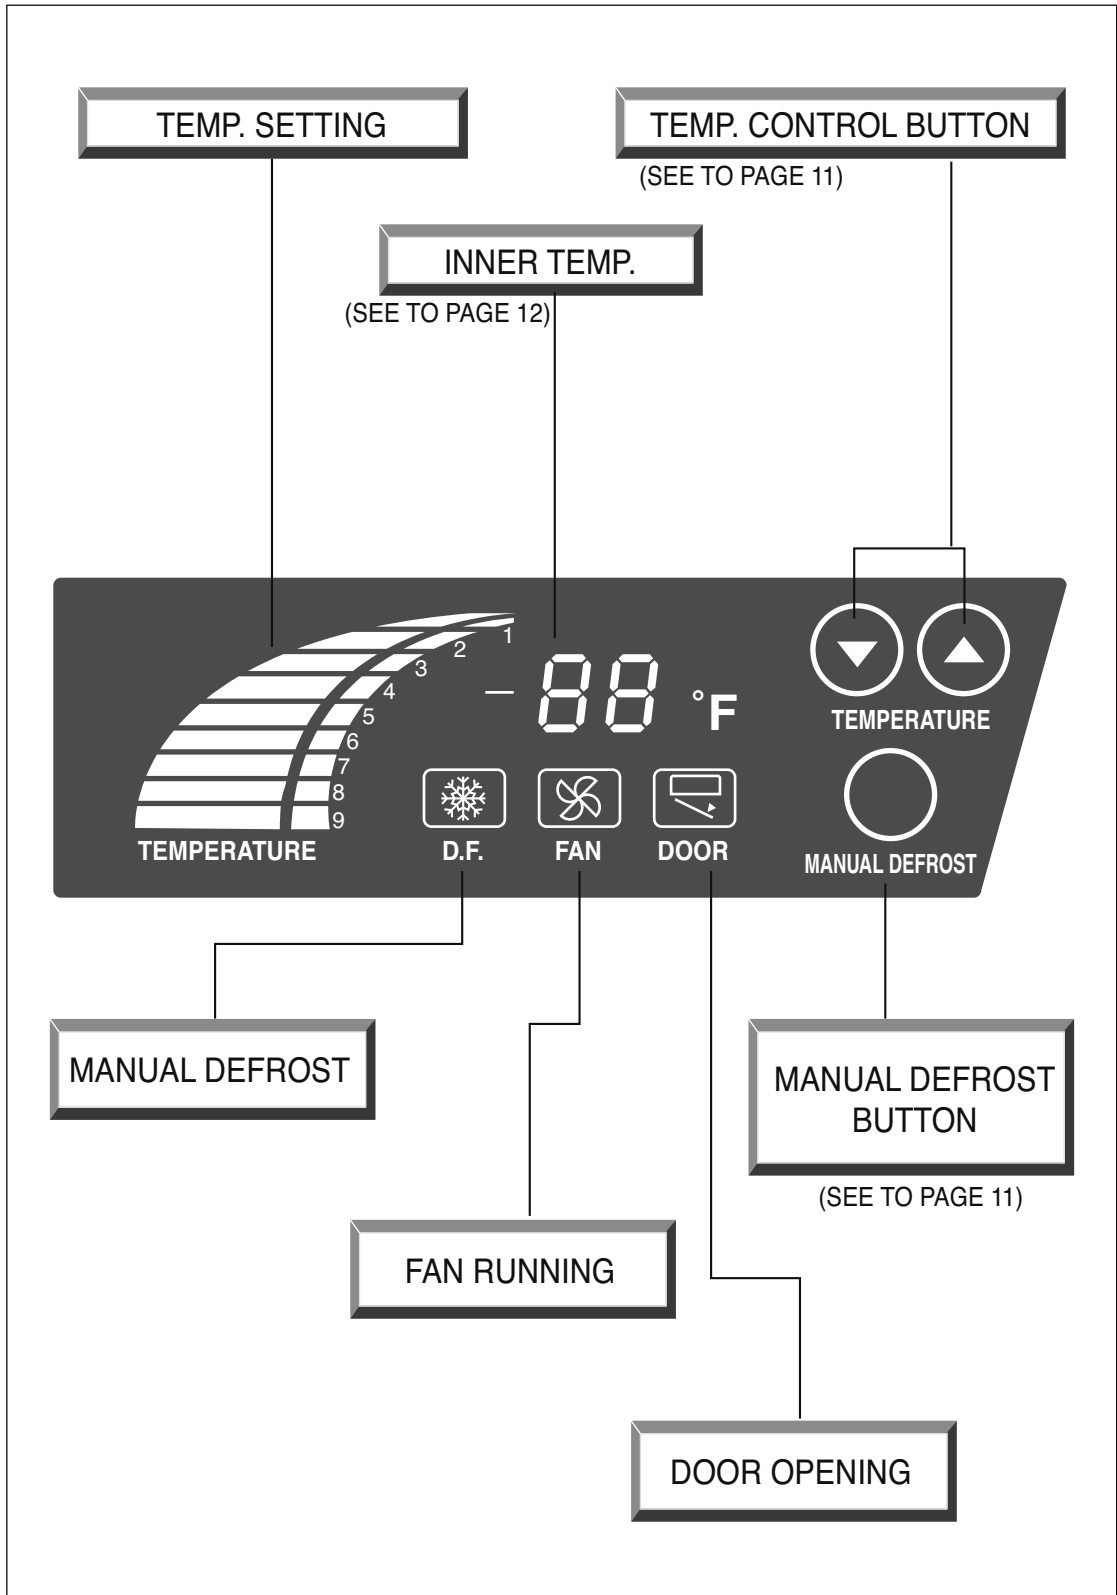 TEMP. SETTING
TEMP. CONTROL BUTTON
(SEE TO PAGE 11)
INNER TEMP.
(SEE TO PAGE 12)
1
2
3
4
5
6
7
8
9
TEMPERATURE
-88 °F
TEMPERATURE
D.F.
FAN
DOOR
MANUAL DEFROST
MANUAL DEFROST
MANUAL DEFROST
BUTTON
(SEE TO PAGE 11)
FAN RUNNING
DOOR OPENING